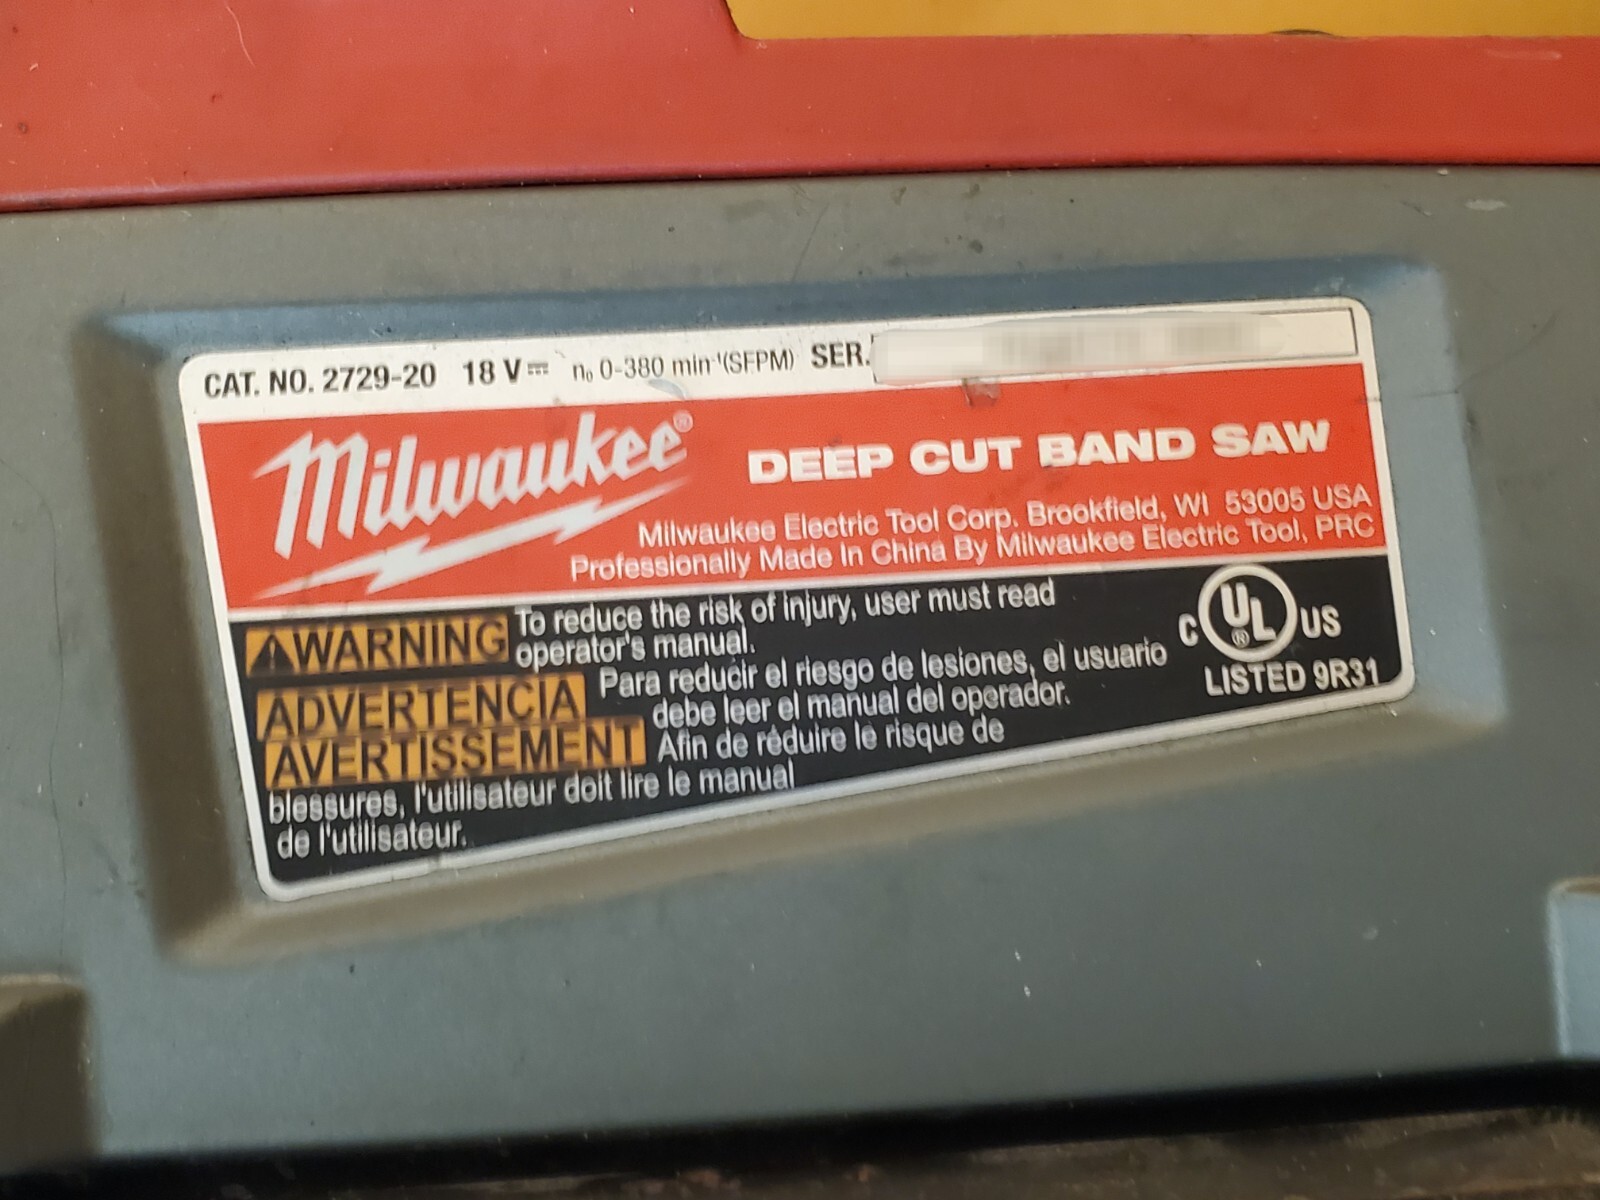 CAT. NO. 2729-20 18 V⎓ n₀ 0-380 min⁻¹(SFPM) SER.
Milwaukee®
DEEP CUT BAND SAW
Milwaukee Electric Tool Corp. Brookfield, WI 53005 USA
Professionally Made In China By Milwaukee Electric Tool, PRC
⚠WARNING To reduce the risk of injury, user must read
operator's manual.
ADVERTENCIA Para reducir el riesgo de lesiones, el usuario
debe leer el manual del operador.
AVERTISSEMENT Afin de réduire le risque de
blessures, l'utilisateur doit lire le manual
de l'utilisateur.
C UL® US
LISTED 9R31